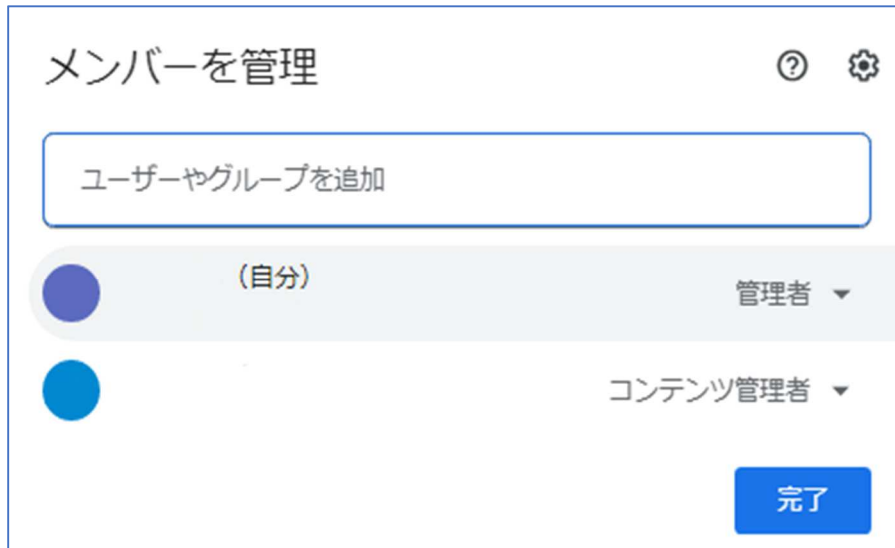 メンバーを管理
ユーザーやグループを追加
（自分）
管理者
コンテンツ管理者
完了